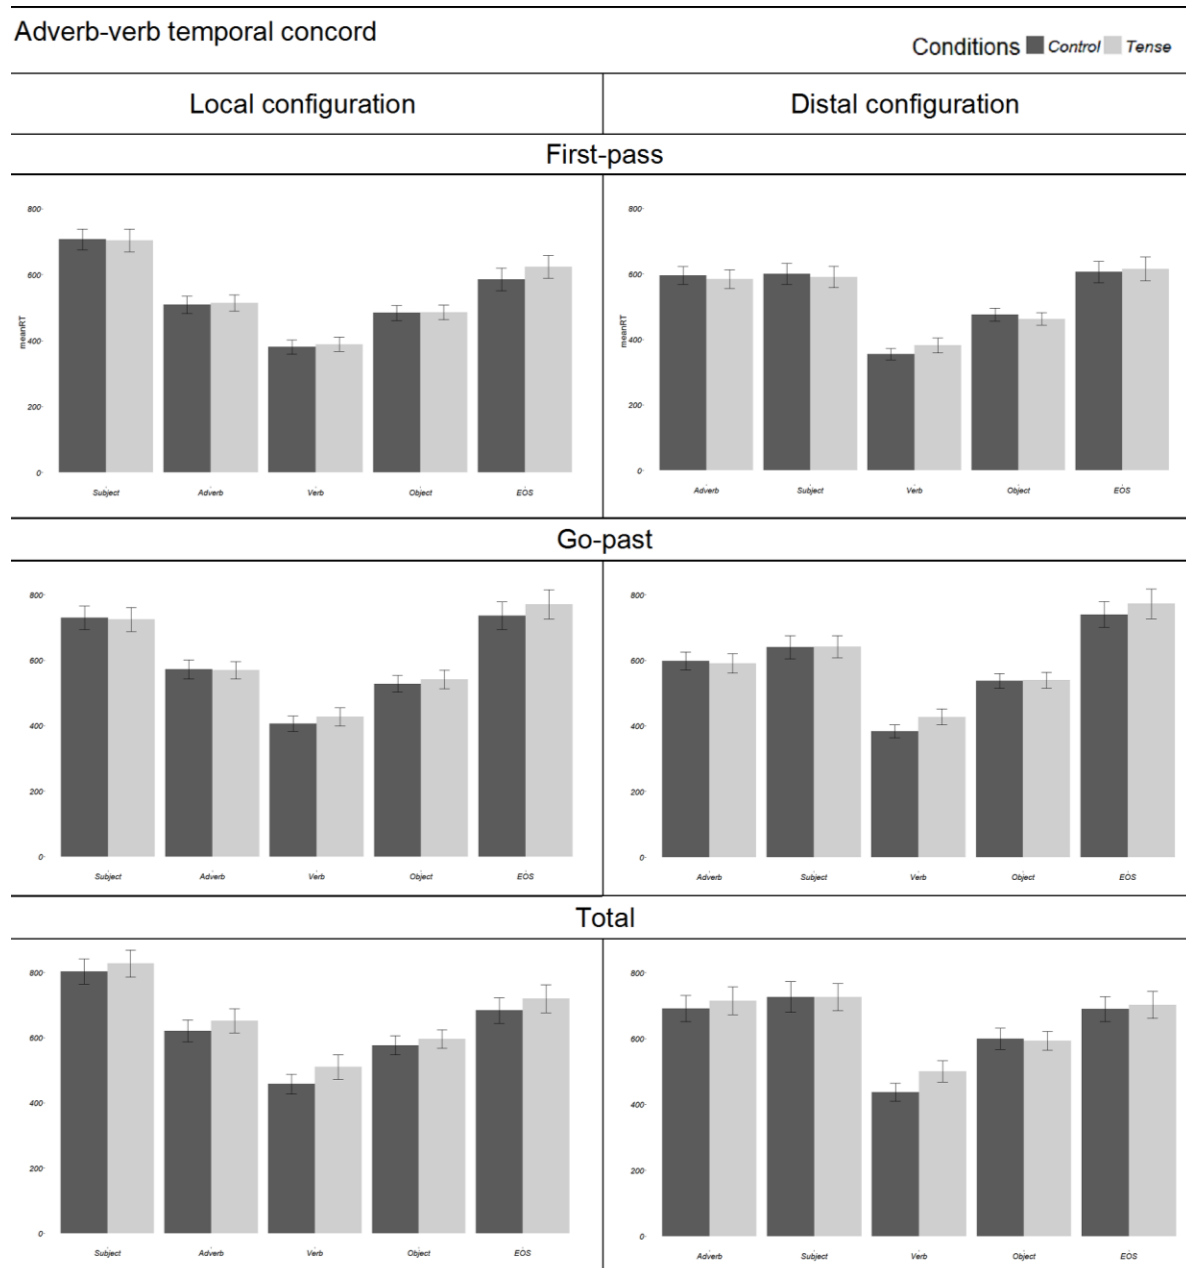 Adverb-verb temporal concord
Conditions Control Tense
Local configuration
Distal configuration
First-pass
800
600
400
200
0
meanRT
Subject Adverb Verb Object EOS
800
600
400
200
0
meanRT
Adverb Subject Verb Object EOS
Go-past
800
600
400
200
0
Subject Adverb Verb Object EOS
800
600
400
200
0
Adverb Subject Verb Object EOS
Total
800
600
400
200
0
Subject Adverb Verb Object EOS
800
600
400
200
0
Adverb Subject Verb Object EOS